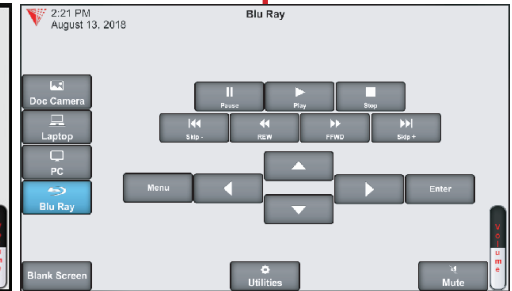 2:21 PM
August 13, 2018
Blu Ray
Doc Camera
Laptop
PC
Blu Ray
Pause
Play
Stop
Skip -
REW
FFWD
Skip +
Menu
Enter
Blank Screen
Utilities
Mute
Volume